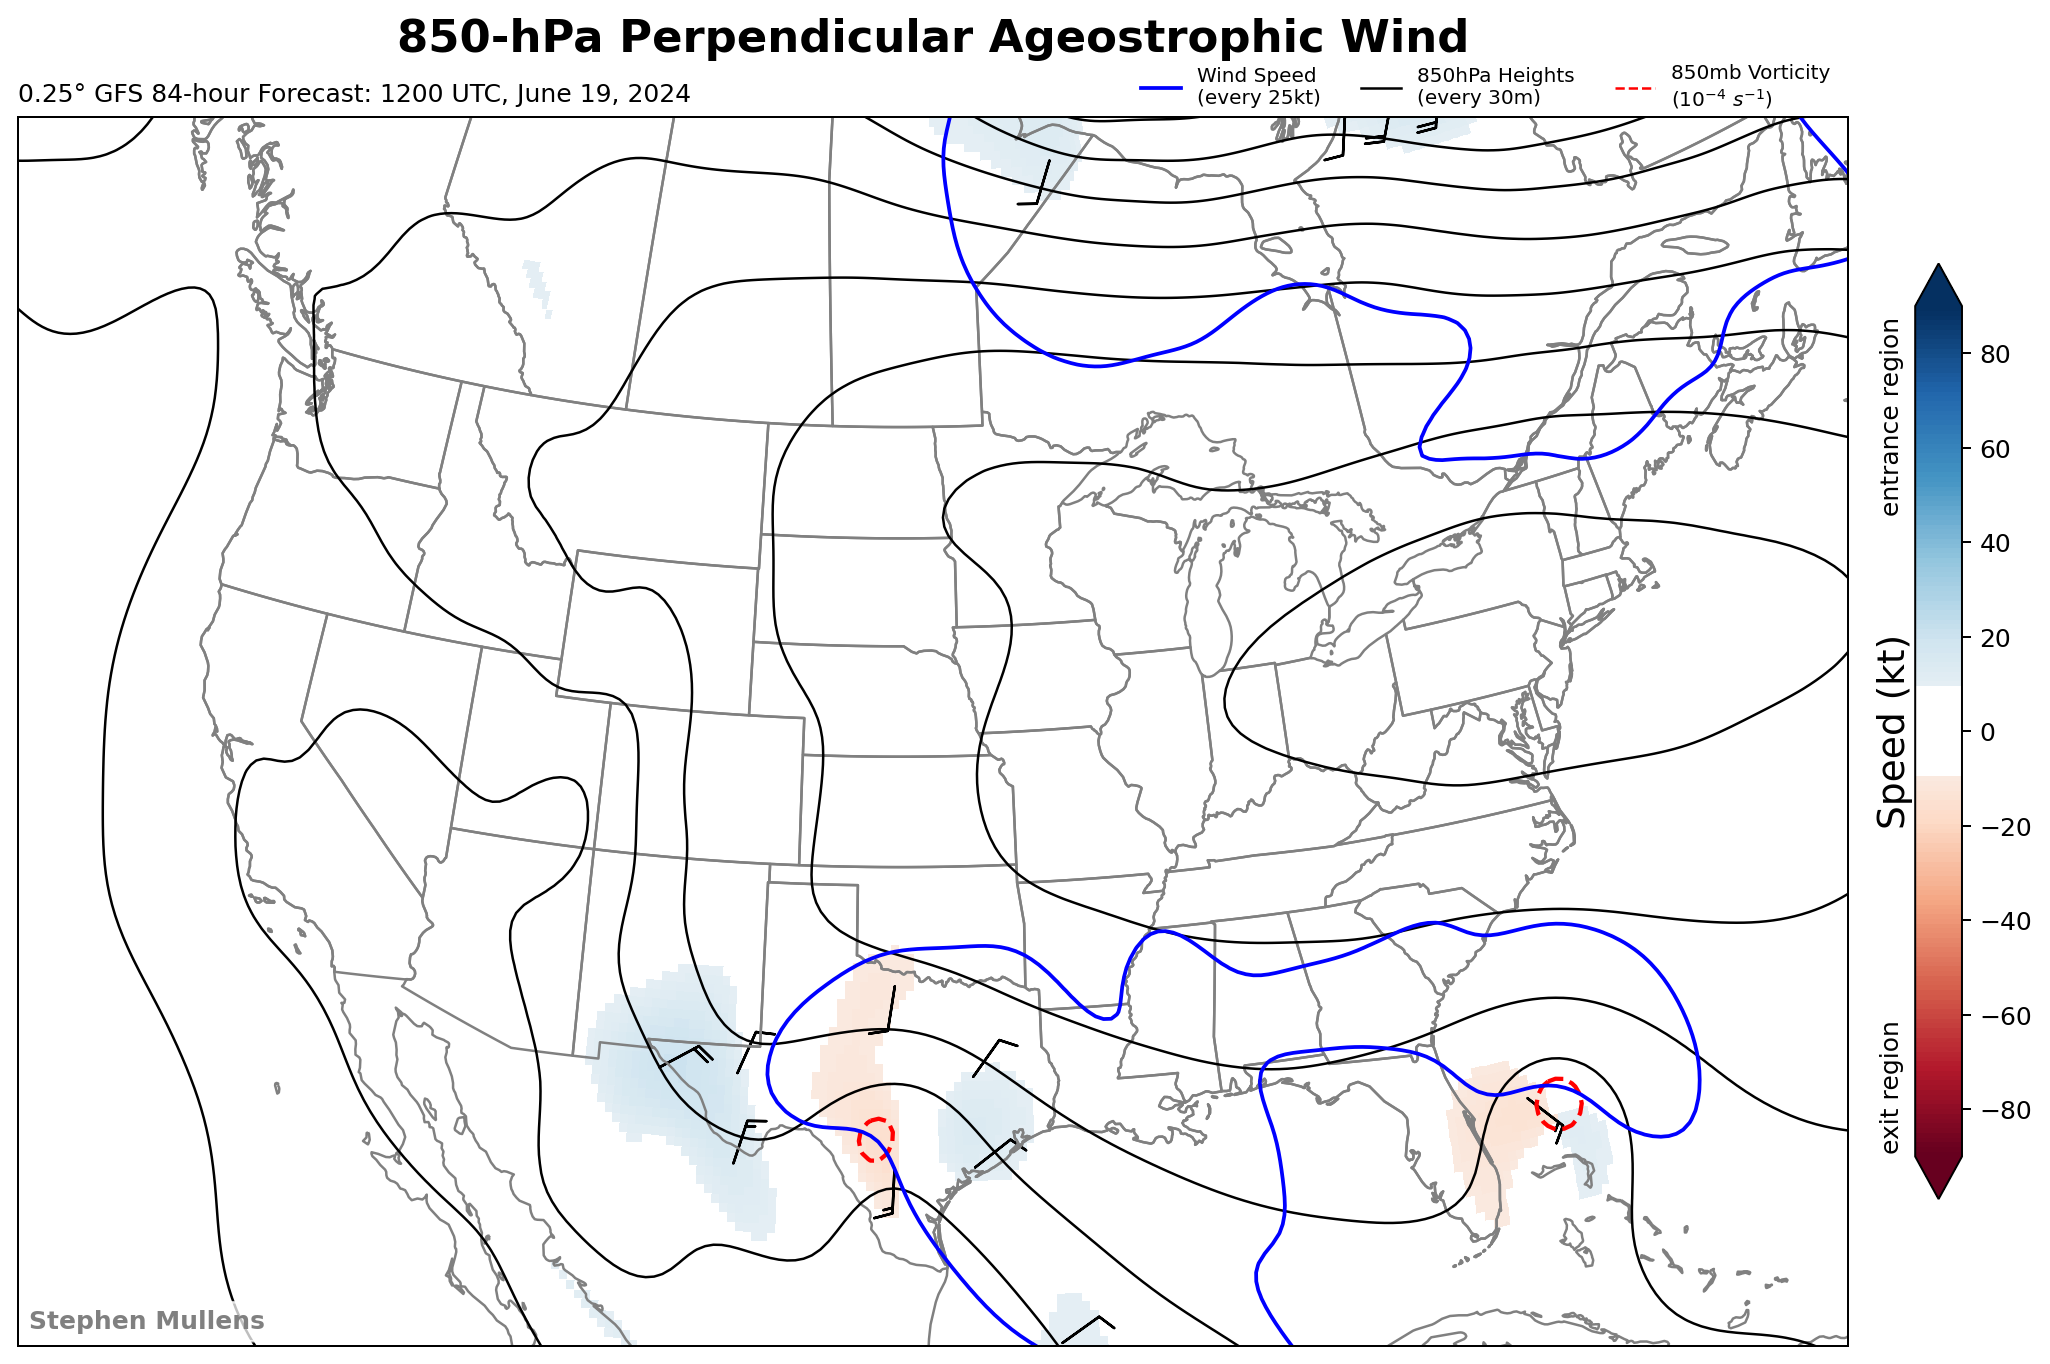 850-hPa Perpendicular Ageostrophic Wind
0.25° GFS 84-hour Forecast: 1200 UTC, June 19, 2024
Wind Speed
(every 25kt)
850hPa Heights
(every 30m)
850mb Vorticity
(10⁻⁴ s⁻¹)
entrance region
Speed (kt)
exit region
80
60
40
20
0
−20
−40
−60
−80
Stephen Mullens